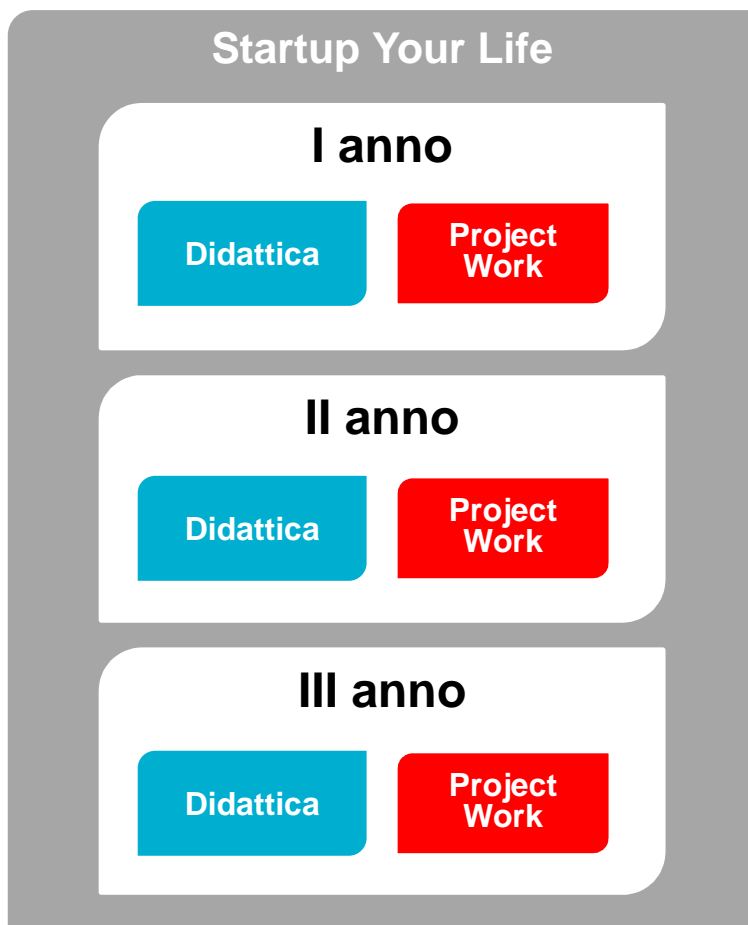 Startup Your Life
I anno
Didattica
Project
Work
II anno
Didattica
Project
Work
III anno
Didattica
Project
Work